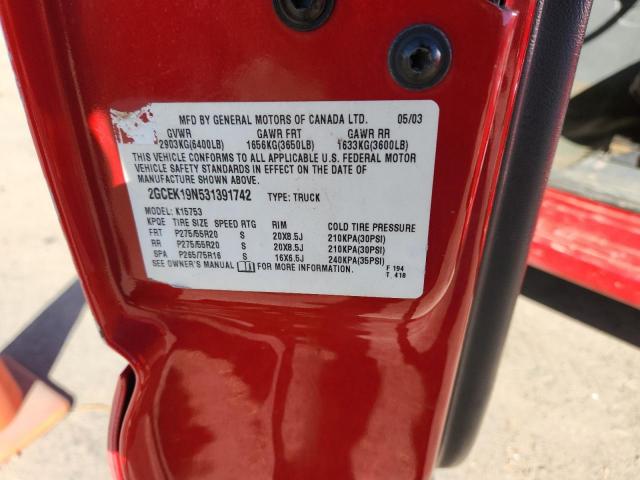 MFD BY GENERAL MOTORS OF CANADA LTD. 05/03
GVWR GAWR FRT GAWR RR
2903KG(6400LB) 1656KG(3650LB) 1633KG(3600LB)
THIS VEHICLE CONFORMS TO ALL APPLICABLE U.S. FEDERAL MOTOR
VEHICLE SAFETY STANDARDS IN EFFECT ON THE DATE OF
MANUFACTURE SHOWN ABOVE.
2GCEK19N531391742 TYPE: TRUCK
MODEL: K15753
KPQE TIRE SIZE SPEED RTG RIM COLD TIRE PRESSURE
FRT P275/55R20 S 20X8.5J 210KPA(30PSI)
RR P275/55R20 S 20X8.5J 210KPA(30PSI)
SPA P265/75R16 S 16X6.5J 240KPA(35PSI)
SEE OWNER'S MANUAL FOR MORE INFORMATION. F 194
T 418